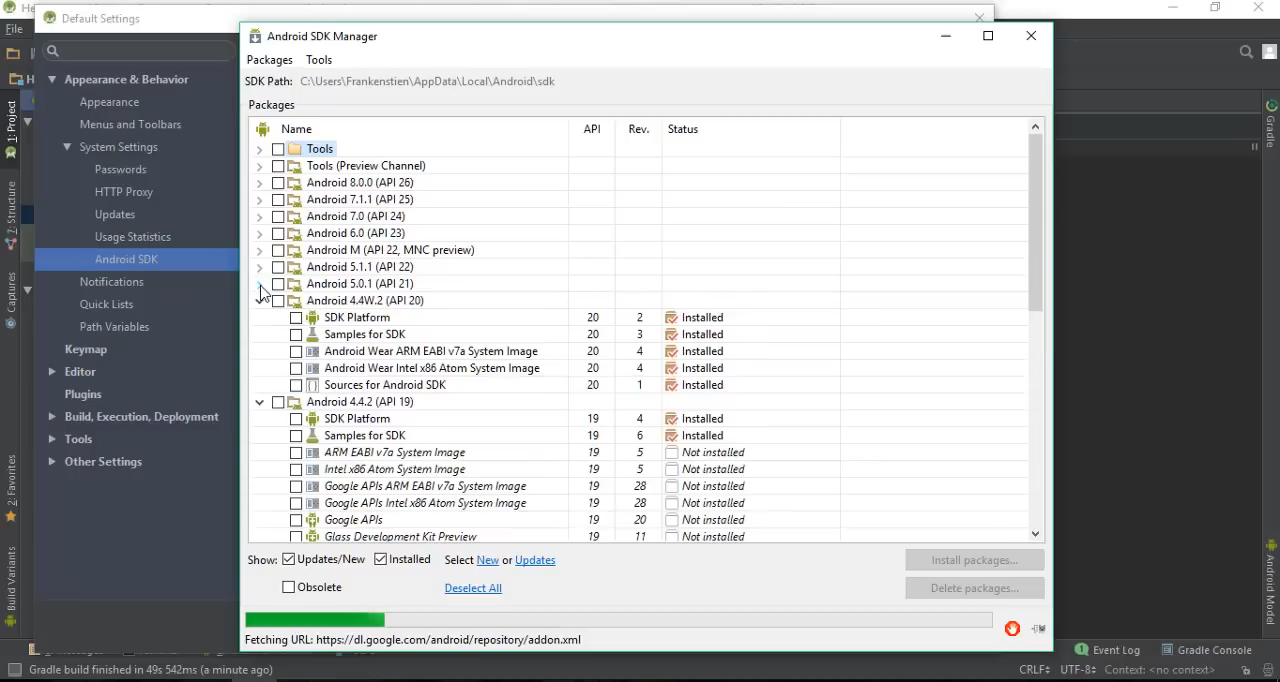 He
Default Settings
File
Android SDK Manager
Packages Tools
SDK Path: C:\Users\Frankenstien\AppData\Local\Android\sdk
Packages
Name API Rev. Status
Tools
Tools (Preview Channel)
Android 8.0.0 (API 26)
Android 7.1.1 (API 25)
Android 7.0 (API 24)
Android 6.0 (API 23)
Android M (API 22, MNC preview)
Android 5.1.1 (API 22)
Android 5.0.1 (API 21)
Android 4.4W.2 (API 20)
SDK Platform 20 2 Installed
Samples for SDK 20 3 Installed
Android Wear ARM EABI v7a System Image 20 4 Installed
Android Wear Intel x86 Atom System Image 20 4 Installed
Sources for Android SDK 20 1 Installed
Android 4.4.2 (API 19)
SDK Platform 19 4 Installed
Samples for SDK 19 6 Installed
ARM EABI v7a System Image 19 5 Not installed
Intel x86 Atom System Image 19 5 Not installed
Google APIs ARM EABI v7a System Image 19 28 Not installed
Google APIs Intel x86 Atom System Image 19 28 Not installed
Google APIs 19 20 Not installed
Glass Development Kit Preview 19 11 Not installed
Show: Updates/New Installed Select New or Updates
Install packages...
Obsolete Deselect All
Delete packages...
Fetching URL: https://dl.google.com/android/repository/addon.xml
Appearance & Behavior
Appearance
Menus and Toolbars
System Settings
Passwords
HTTP Proxy
Updates
Usage Statistics
Android SDK
Notifications
Quick Lists
Path Variables
Keymap
Editor
Plugins
Build, Execution, Deployment
Tools
Other Settings
H
1: Project
7: Structure
Captures
2: Favorites
Build Variants
Gradle
Android Model
Event Log Gradle Console
Gradle build finished in 49s 542ms (a minute ago)
CRLF UTF-8 Context: <no context>